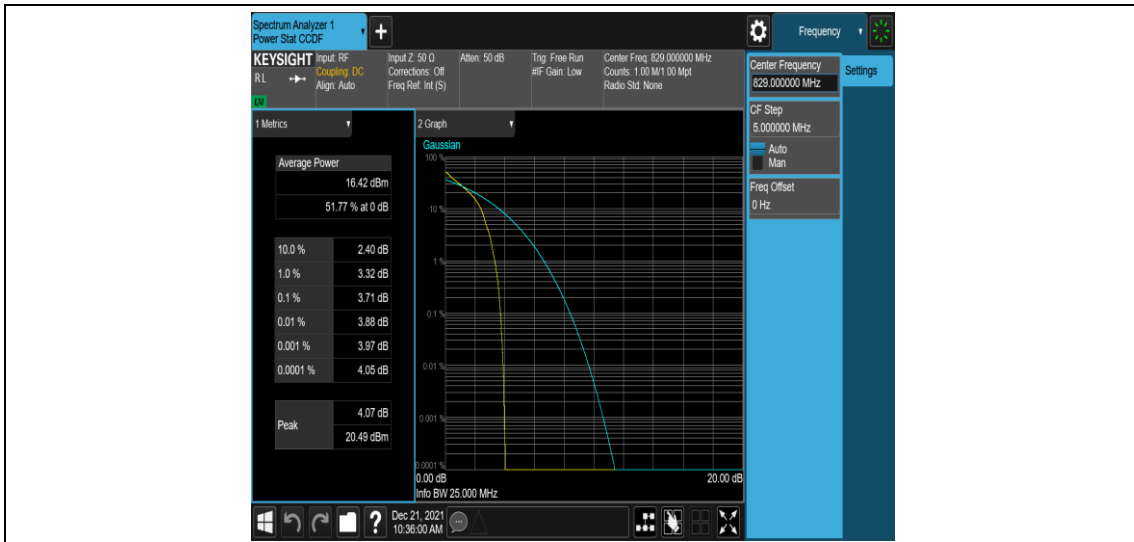 Spectrum Analyzer 1
Power Stat CCDF
+
Frequency
KEYSIGHT
RL
LM
Input: RF
Coupling: DC
Align: Auto
Input Z: 50 Ω
Corrections: Off
Freq Ref: Int (S)
Atten: 50 dB
Trig: Free Run
#IF Gain: Low
Center Freq: 829.000000 MHz
Counts: 1.00 M/1.00 Mpt
Radio Std: None
Center Frequency
829.000000 MHz
Settings
CF Step
5.000000 MHz
Auto
Man
Freq Offset
0 Hz
1 Metrics
Average Power
16.42 dBm
51.77 % at 0 dB
10.0 % 2.40 dB
1.0 % 3.32 dB
0.1 % 3.71 dB
0.01 % 3.88 dB
0.001 % 3.97 dB
0.0001 % 4.05 dB
Peak
4.07 dB
20.49 dBm
2 Graph
Gaussian
100 %
10 %
1 %
0.1 %
0.01 %
0.001 %
0.0001 %
0.00 dB 20.00 dB
Info BW 25.000 MHz
?
Dec 21, 2021
10:36:00 AM